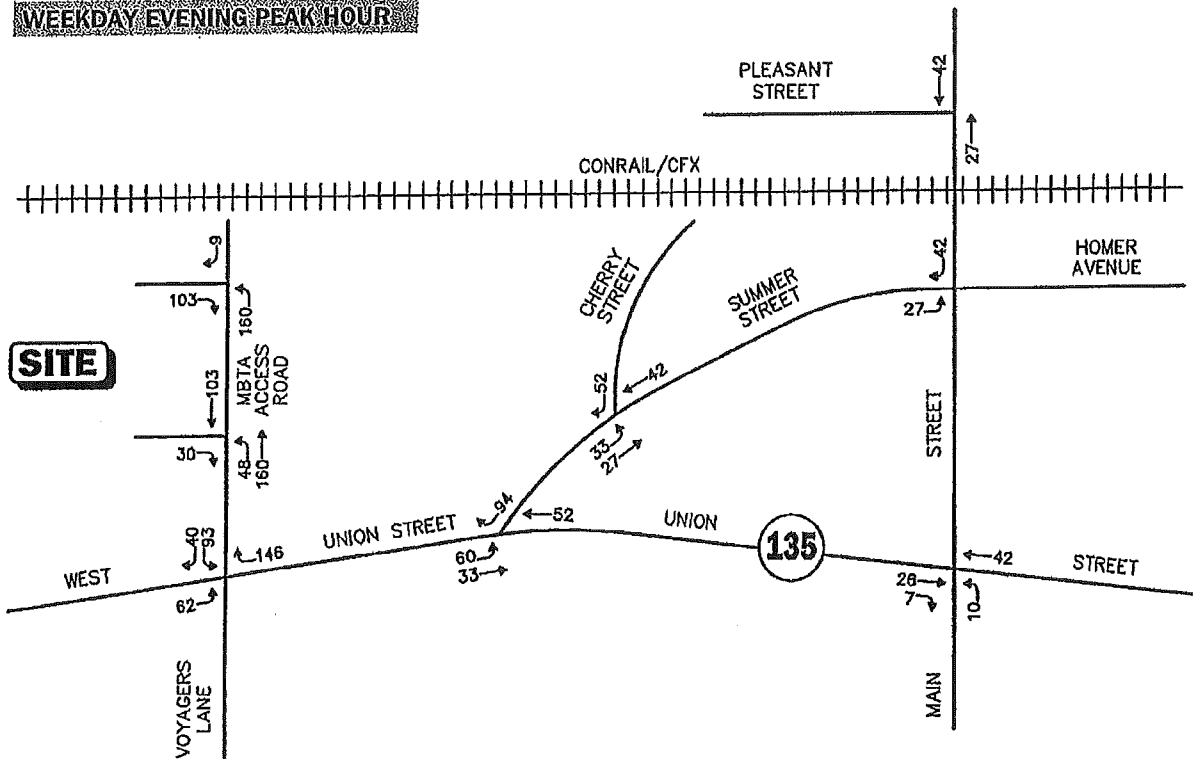 WEEKDAY EVENING PEAK HOUR
PLEASANT
STREET
42
27
CONRAIL/CFX
9
103
160
SITE
103
MBTA
ACCESS
ROAD
30
48
160
CHERRY
STREET
SUMMER
STREET
42
HOMER
AVENUE
27
52
42
33
27
STREET
40
93
146
62
WEST
UNION STREET
94
52
60
33
UNION
135
42
STREET
26
7
10
VOYAGERS
LANE
MAIN